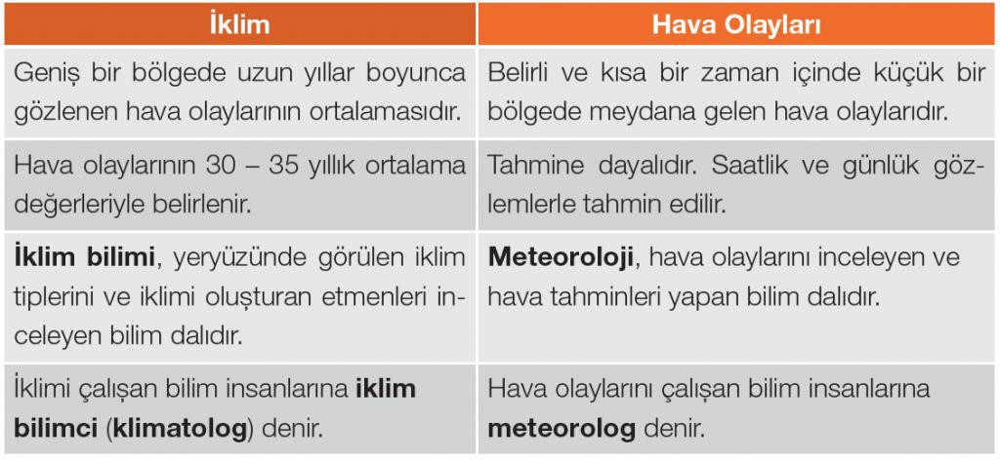 İklim
Hava Olayları
Geniş bir bölgede uzun yıllar boyunca
gözlenen hava olaylarının ortalamasıdır.
Belirli ve kısa bir zaman içinde küçük bir
bölgede meydana gelen hava olaylarıdır.
Hava olaylarının 30 – 35 yıllık ortalama
değerleriyle belirlenir.
Tahmine dayalıdır. Saatlik ve günlük göz-
lemlerle tahmin edilir.
İklim bilimi, yeryüzünde görülen iklim
tiplerini ve iklimi oluşturan etmenleri in-
celeyen bilim dalıdır.
Meteoroloji, hava olaylarını inceleyen ve
hava tahminleri yapan bilim dalıdır.
İklimi çalışan bilim insanlarına iklim
bilimci (klimatolog) denir.
Hava olaylarını çalışan bilim insanlarına
meteorolog denir.